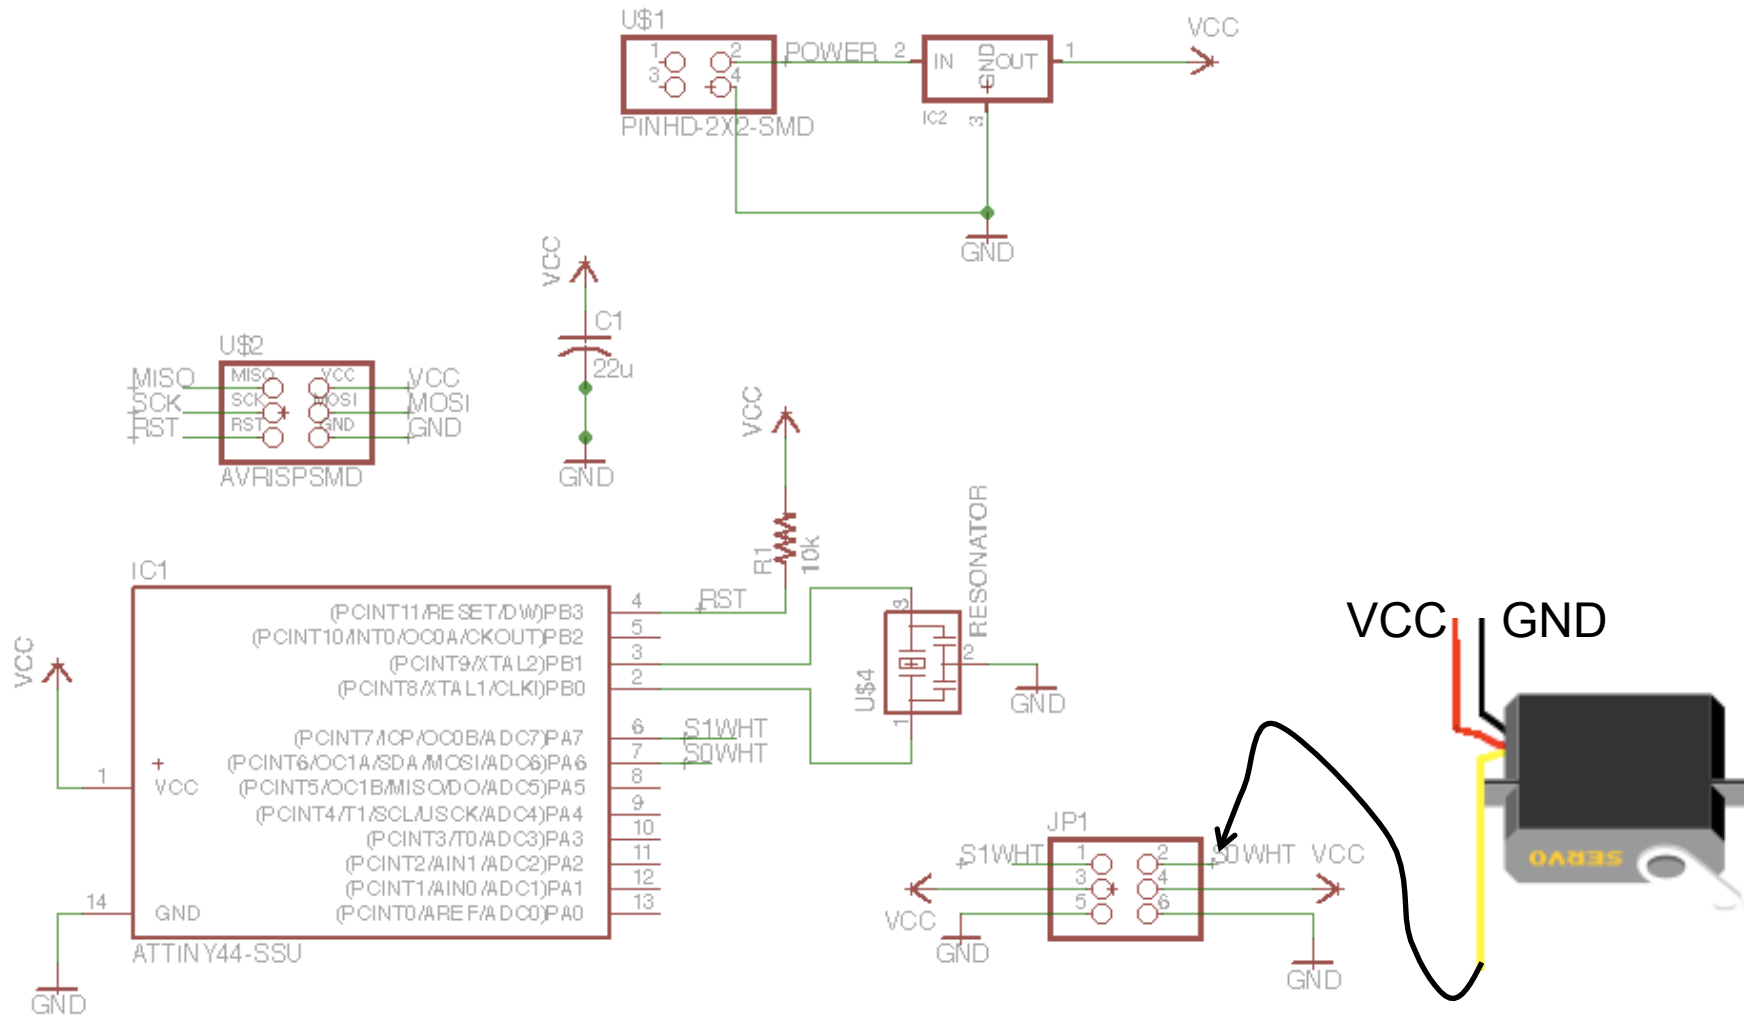 U$1
1 2 POWER 2 IN GND OUT 1 VCC
3 4
PINHD-2X2-SMD IC2 3
GND
VCC
C1
22u
GND
U$2
MISO MISO VCC VCC
SCK SCK MOSI MOSI
RST RST GND GND
AVRISPSMD
VCC
R1 10k
IC1
(PCINT11/RESET/DW)PB3 4 RST
(PCINT10/INT0/OC0A/CKOUT)PB2 5
(PCINT9/XTAL2)PB1 3
(PCINT8/XTAL1/CLKI)PB0 2
(PCINT7/ICP/OC0B/ADC7)PA7 6 S1WHT
(PCINT6/OC1A/SDA/MOSI/ADC6)PA6 7 S0WHT
(PCINT5/OC1B/MISO/DO/ADC5)PA5 8
(PCINT4/T1/SCL/USCK/ADC4)PA4 9
(PCINT3/T0/ADC3)PA3 10
(PCINT2/AIN1/ADC2)PA2 11
(PCINT1/AIN0/ADC1)PA1 12
(PCINT0/AREF/ADC0)PA0 13
VCC
1 VCC
14 GND
GND
ATTINY44-SSU
RESONATOR
U$4
3
2
1
GND
JP1
S1WHT 1 2 S0WHT VCC
3 4
VCC 5 6
GND GND
VCC GND
SERVO